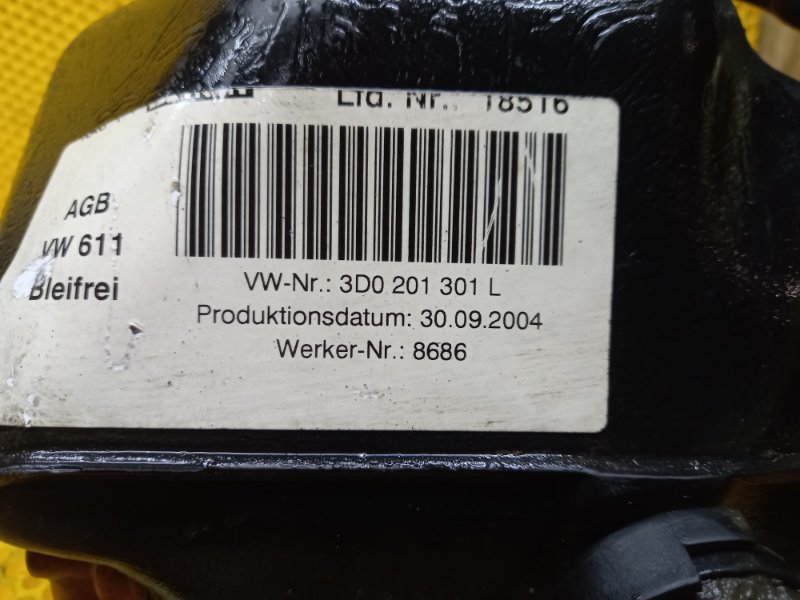 Lfd. Nr.: 18516
AGB
VW 611
Bleifrei
VW-Nr.: 3D0 201 301 L
Produktionsdatum: 30.09.2004
Werker-Nr.: 8686